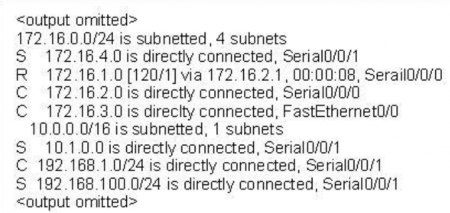 <output omitted>
172.16.0.0/24 is subnetted, 4 subnets
S 172.16.4.0 is directly connected, Serial0/0/1
R 172.16.1.0 [120/1] via 172.16.2.1, 00:00:08, Serail0/0/0
C 172.16.2.0 is directly connected, Serial0/0/0
C 172.16.3.0 is direclty connected, FastEthernet0/0
10.0.0.0/16 is subnetted, 1 subnets
S 10.1.0.0 is directly connected, Serial0/0/1
C 192.168.1.0/24 is directly connected, Serial0/0/1
S 192.168.100.0/24 is directly connected, Serial0/0/1
<output omitted>